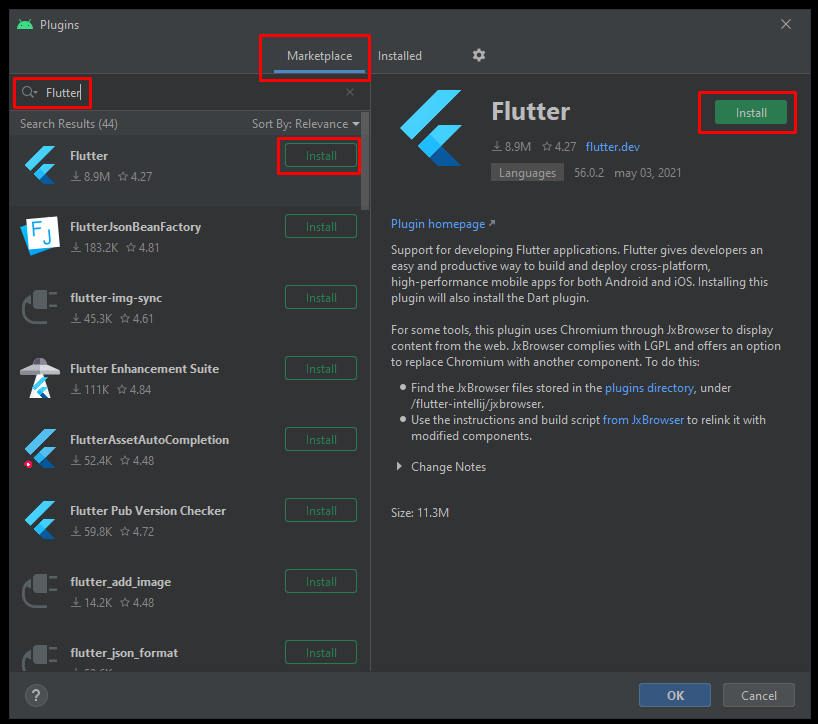 Plugins
Marketplace
Installed
Flutter
Search Results (44)
Sort By: Relevance
Flutter
8.9M
4.27
Install
FlutterJsonBeanFactory
183.2K
4.81
Install
flutter-img-sync
45.3K
4.61
Install
Flutter Enhancement Suite
111K
4.84
Install
FlutterAssetAutoCompletion
52.4K
4.48
Install
Flutter Pub Version Checker
59.8K
4.72
Install
flutter_add_image
14.2K
4.48
Install
flutter_json_format
Install
Flutter
Install
8.9M
4.27
flutter.dev
Languages
56.0.2
may 03, 2021
Plugin homepage
Support for developing Flutter applications. Flutter gives developers an
easy and productive way to build and deploy cross-platform,
high-performance mobile apps for both Android and iOS. Installing this
plugin will also install the Dart plugin.
For some tools, this plugin uses Chromium through JxBrowser to display
content from the web. JxBrowser complies with LGPL and offers an option
to replace Chromium with another component. To do this:
Find the JxBrowser files stored in the plugins directory, under
/flutter-intellij/jxbrowser.
Use the instructions and build script from JxBrowser to relink it with
modified components.
Change Notes
Size: 11.3M
?
OK
Cancel